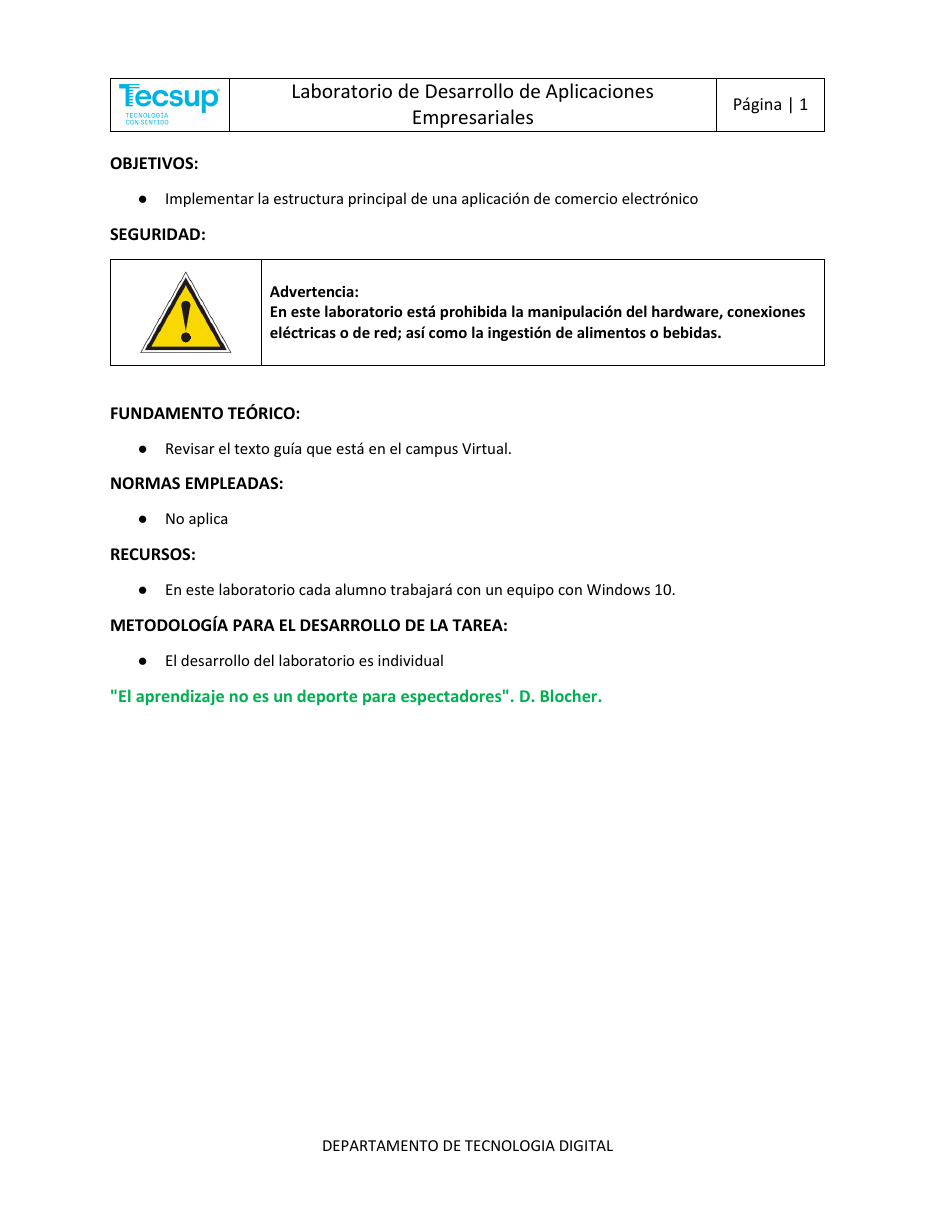 Tecsup
TECNOLOGÍA
CON SENTIDO
Laboratorio de Desarrollo de Aplicaciones
Empresariales
Página | 1
OBJETIVOS:
● Implementar la estructura principal de una aplicación de comercio electrónico
SEGURIDAD:
Advertencia:
En este laboratorio está prohibida la manipulación del hardware, conexiones
eléctricas o de red; así como la ingestión de alimentos o bebidas.
FUNDAMENTO TEÓRICO:
● Revisar el texto guía que está en el campus Virtual.
NORMAS EMPLEADAS:
● No aplica
RECURSOS:
● En este laboratorio cada alumno trabajará con un equipo con Windows 10.
METODOLOGÍA PARA EL DESARROLLO DE LA TAREA:
● El desarrollo del laboratorio es individual
"El aprendizaje no es un deporte para espectadores". D. Blocher.
DEPARTAMENTO DE TECNOLOGIA DIGITAL